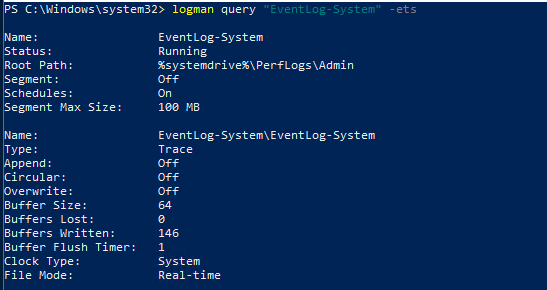 PS C:\Windows\system32> logman query "EventLog-System" -ets
Name: EventLog-System
Status: Running
Root Path: %systemdrive%\PerfLogs\Admin
Segment: Off
Schedules: On
Segment Max Size: 100 MB
Name: EventLog-System\EventLog-System
Type: Trace
Append: Off
Circular: Off
Overwrite: Off
Buffer Size: 64
Buffers Lost: 0
Buffers Written: 146
Buffer Flush Timer: 1
Clock Type: System
File Mode: Real-time